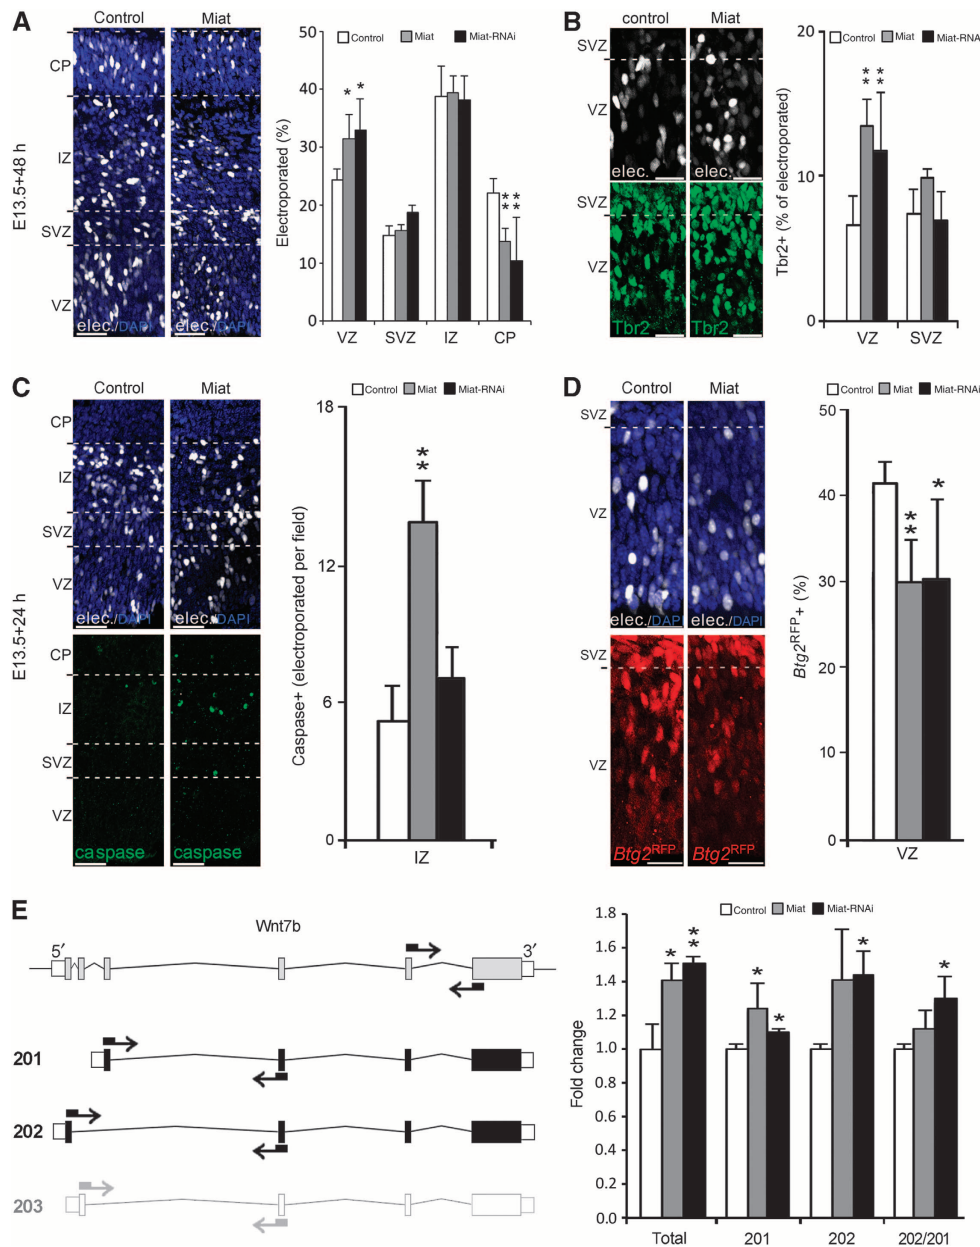 A
Control Miat
CP
IZ
SVZ
VZ
E13.5+48 h
elec./DAPI elec./DAPI
Control Miat Miat-RNAi
Electroporated (%)
50
40
30
20
10
0
* *
** **
VZ SVZ IZ CP
B
control Miat
SVZ
VZ
elec. elec.
SVZ
VZ
Tbr2 Tbr2
Control Miat Miat-RNAi
Tbr2+ (% of electroporated)
20
10
0
** **
VZ SVZ
C
Control Miat
CP
IZ
SVZ
VZ
elec./DAPI elec./DAPI
E13.5+24 h
CP
IZ
SVZ
VZ
caspase caspase
Control Miat Miat-RNAi
Caspase+ (electroporated per field)
18
12
6
0
**
IZ
D
Control Miat
SVZ
VZ
elec./DAPI elec./DAPI
SVZ
VZ
Btg2RFP Btg2RFP
Control Miat Miat-RNAi
Btg2RFP+ (%)
50
40
30
20
10
0
** *
VZ
E
Wnt7b
5′ 3′
201
202
203
Control Miat Miat-RNAi
Fold change
1.8
1.6
1.4
1.2
1.0
0.8
0.6
0.4
0.2
0.0
* **
* *
*
*
Total 201 202 202/201